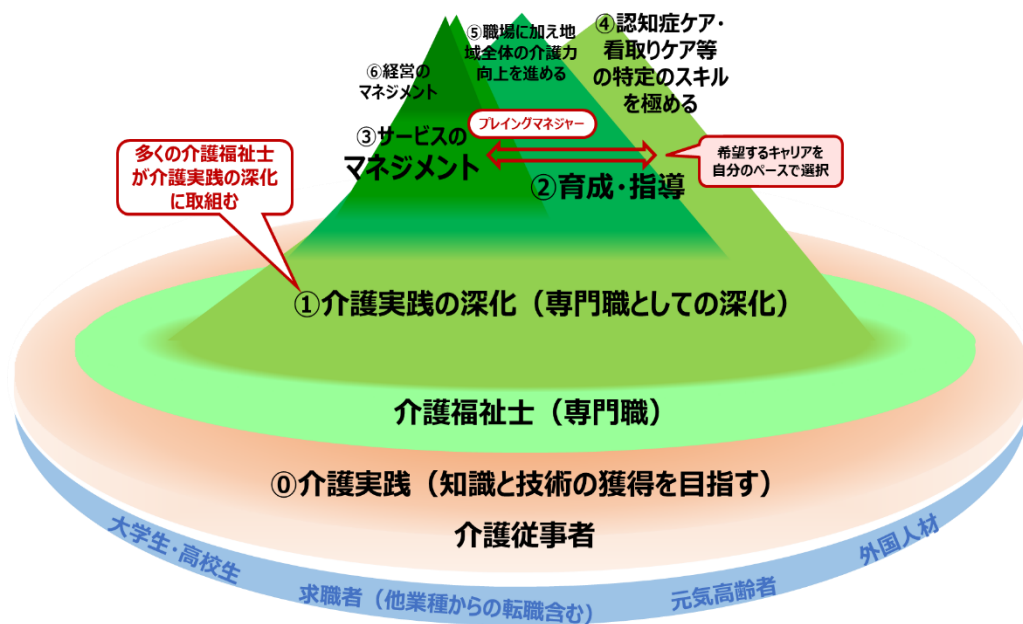 ④認知症ケア・
看取りケア等
の特定のスキル
を極める
⑤職場に加え地
域全体の介護力
向上を進める
⑥経営の
マネジメント
プレイングマネジャー
③サービスの
マネジメント
希望するキャリアを
自分のペースで選択
②育成・指導
多くの介護福祉士
が介護実践の深化
に取組む
①介護実践の深化（専門職としての深化）
介護福祉士（専門職）
⓪介護実践（知識と技術の獲得を目指す）
介護従事者
大学生・高校生
求職者（他業種からの転職含む）
元気高齢者
外国人材